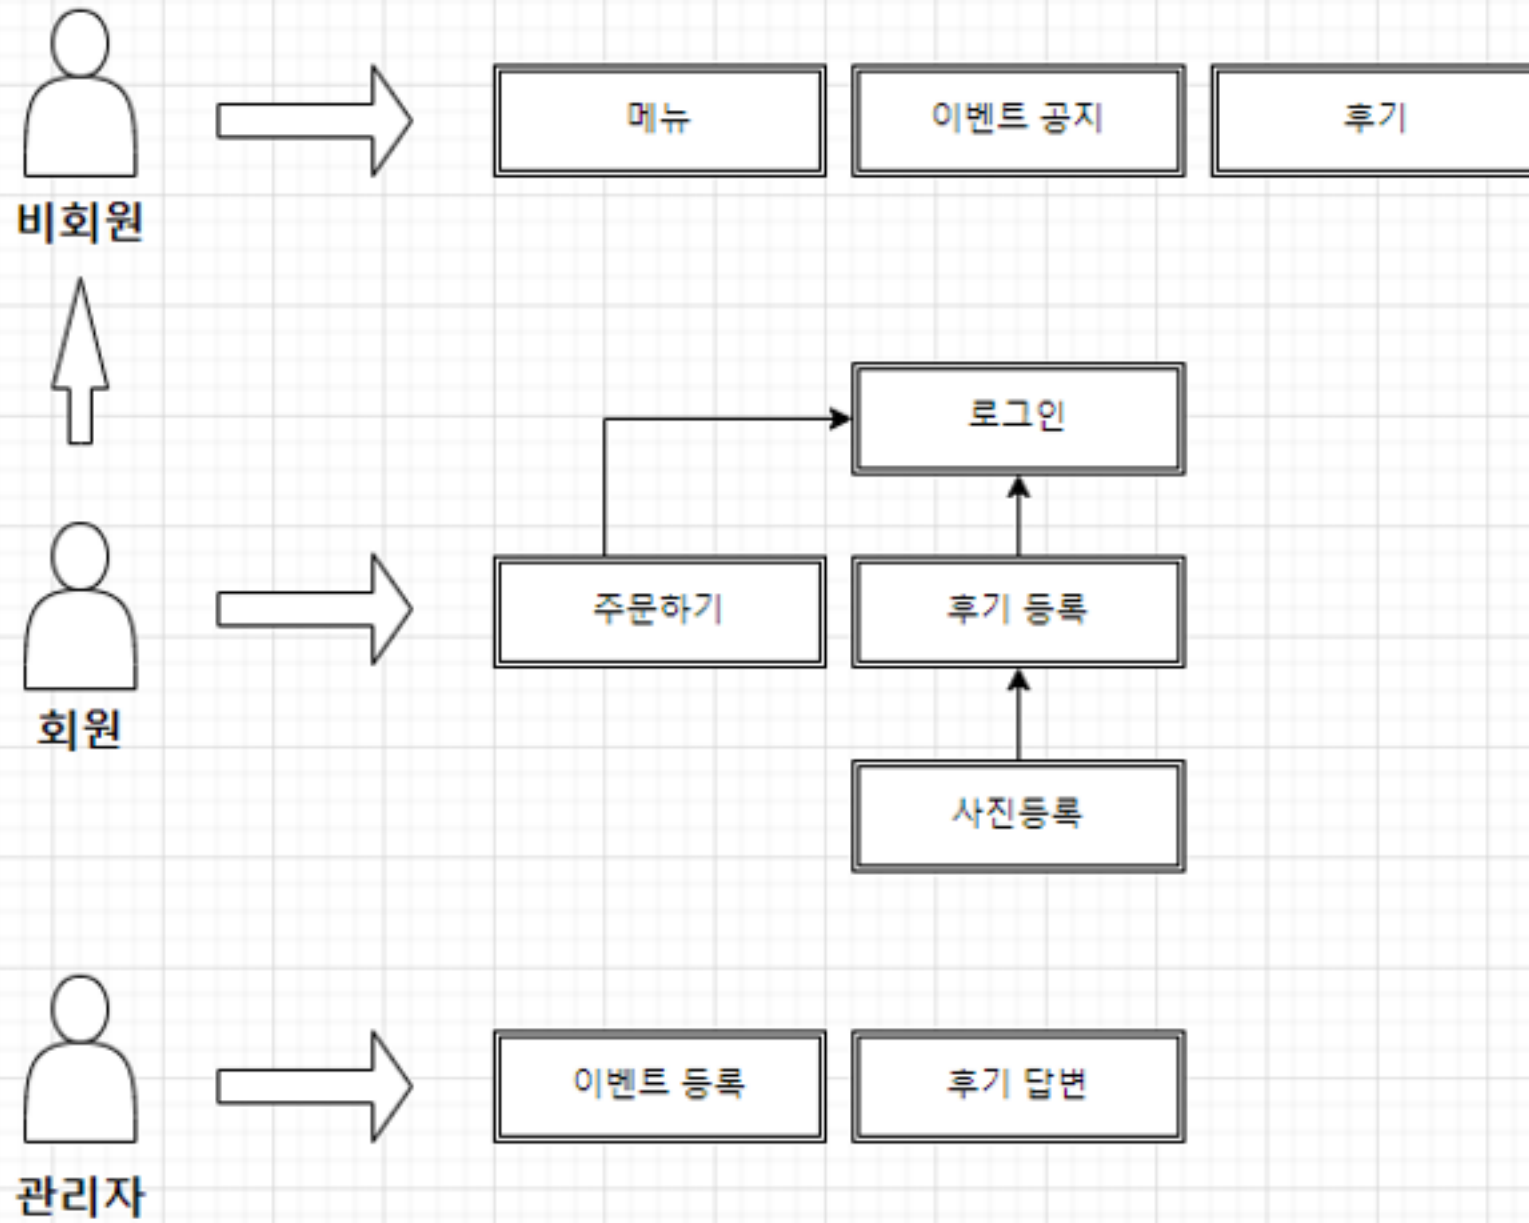 메뉴
이벤트 공지
후기
비회원
로그인
주문하기
후기 등록
회원
사진등록
이벤트 등록
후기 답변
관리자